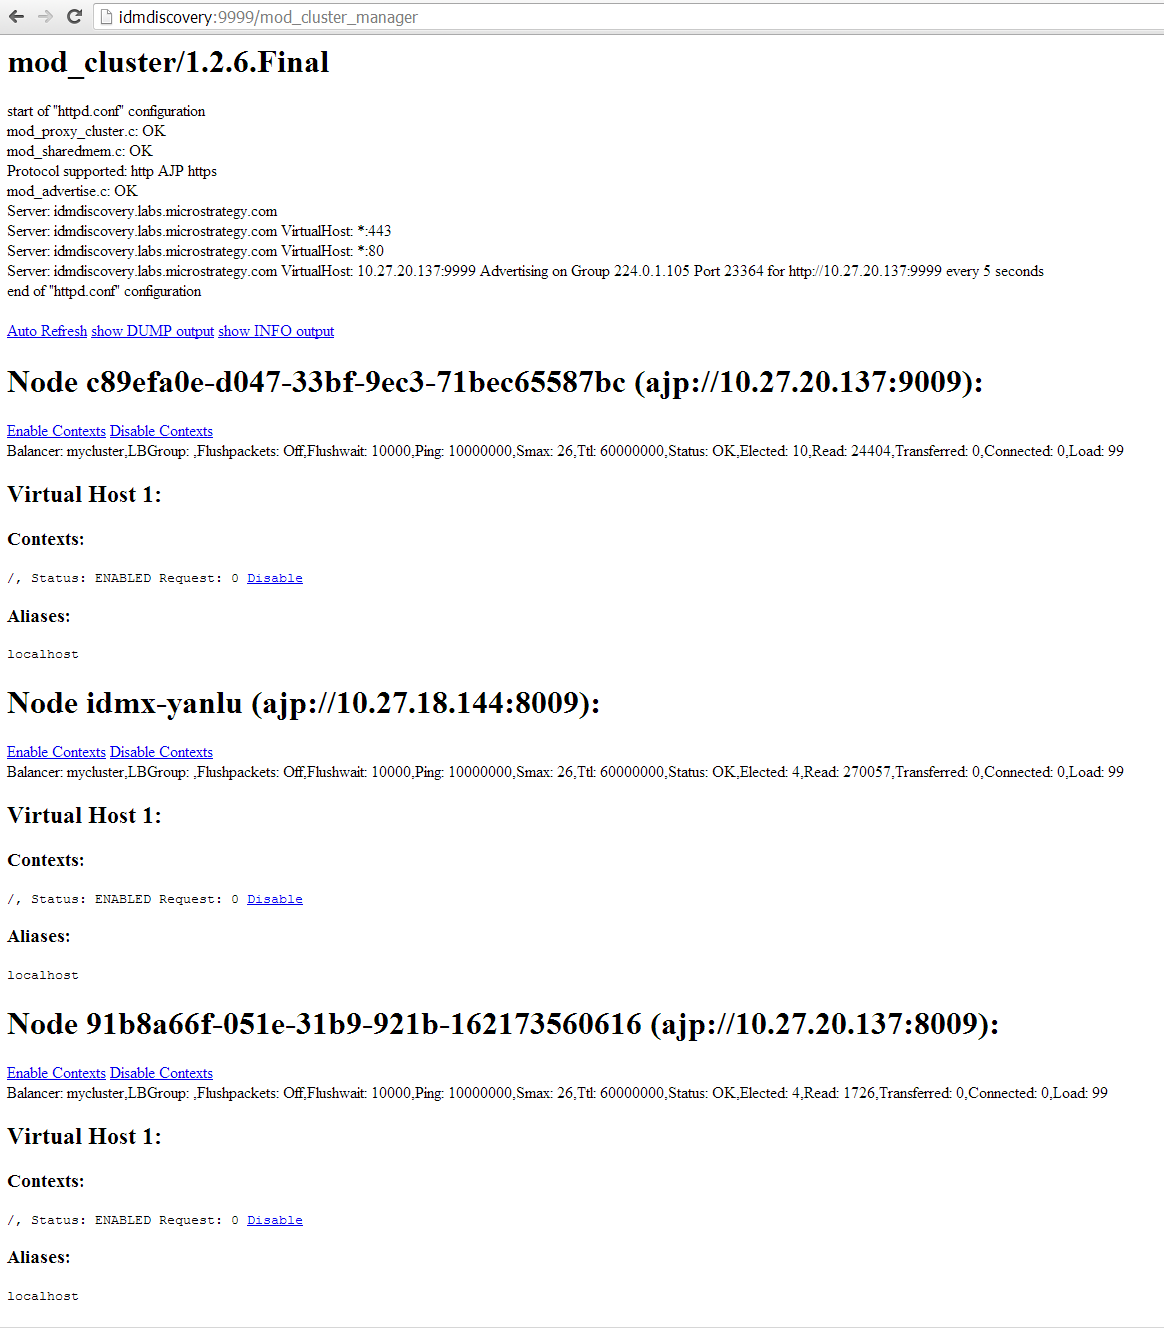 idmdiscovery:9999/mod_cluster_manager
mod_cluster/1.2.6.Final
start of "httpd.conf" configuration
mod_proxy_cluster.c: OK
mod_sharedmem.c: OK
Protocol supported: http AJP https
mod_advertise.c: OK
Server: idmdiscovery.labs.microstrategy.com
Server: idmdiscovery.labs.microstrategy.com VirtualHost: *:443
Server: idmdiscovery.labs.microstrategy.com VirtualHost: *:80
Server: idmdiscovery.labs.microstrategy.com VirtualHost: 10.27.20.137:9999 Advertising on Group 224.0.1.105 Port 23364 for http://10.27.20.137:9999 every 5 seconds
end of "httpd.conf" configuration
Auto Refresh show DUMP output show INFO output
Node c89efa0e-d047-33bf-9ec3-71bec65587bc (ajp://10.27.20.137:9009):
Enable Contexts Disable Contexts
Balancer: mycluster,LBGroup: ,Flushpackets: Off,Flushwait: 10000,Ping: 10000000,Smax: 26,Ttl: 60000000,Status: OK,Elected: 10,Read: 24404,Transferred: 0,Connected: 0,Load: 99
Virtual Host 1:
Contexts:
/, Status: ENABLED Request: 0 Disable
Aliases:
localhost
Node idmx-yanlu (ajp://10.27.18.144:8009):
Enable Contexts Disable Contexts
Balancer: mycluster,LBGroup: ,Flushpackets: Off,Flushwait: 10000,Ping: 10000000,Smax: 26,Ttl: 60000000,Status: OK,Elected: 4,Read: 270057,Transferred: 0,Connected: 0,Load: 99
Virtual Host 1:
Contexts:
/, Status: ENABLED Request: 0 Disable
Aliases:
localhost
Node 91b8a66f-051e-31b9-921b-162173560616 (ajp://10.27.20.137:8009):
Enable Contexts Disable Contexts
Balancer: mycluster,LBGroup: ,Flushpackets: Off,Flushwait: 10000,Ping: 10000000,Smax: 26,Ttl: 60000000,Status: OK,Elected: 4,Read: 1726,Transferred: 0,Connected: 0,Load: 99
Virtual Host 1:
Contexts:
/, Status: ENABLED Request: 0 Disable
Aliases:
localhost